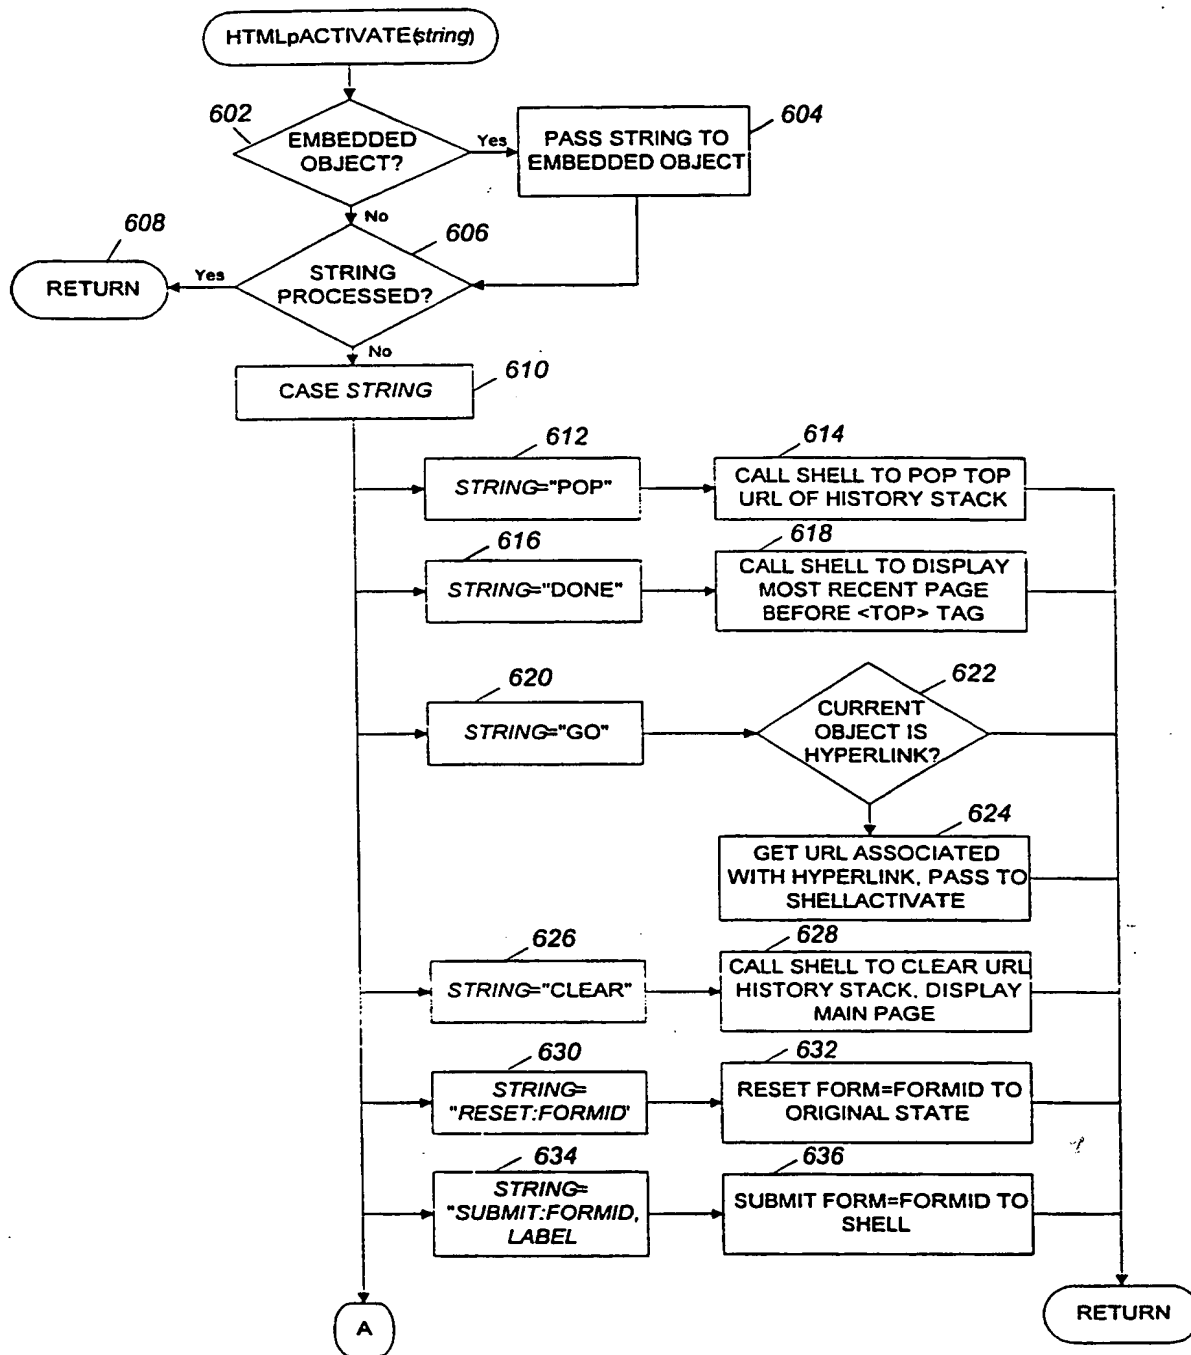 HTMLpACTIVATE(string)
602
EMBEDDED
OBJECT?
Yes
604
PASS STRING TO
EMBEDDED OBJECT
No
608
RETURN
Yes
606
STRING
PROCESSED?
No
610
CASE STRING
612
STRING="POP"
614
CALL SHELL TO POP TOP
URL OF HISTORY STACK
616
STRING="DONE"
618
CALL SHELL TO DISPLAY
MOST RECENT PAGE
BEFORE <TOP> TAG
620
STRING="GO"
622
CURRENT
OBJECT IS
HYPERLINK?
624
GET URL ASSOCIATED
WITH HYPERLINK, PASS TO
SHELLACTIVATE
626
STRING="CLEAR"
628
CALL SHELL TO CLEAR URL
HISTORY STACK, DISPLAY
MAIN PAGE
630
STRING=
"RESET:FORMID'
632
RESET FORM=FORMID TO
ORIGINAL STATE
634
STRING=
"SUBMIT:FORMID,
LABEL
636
SUBMIT FORM=FORMID TO
SHELL
A
RETURN